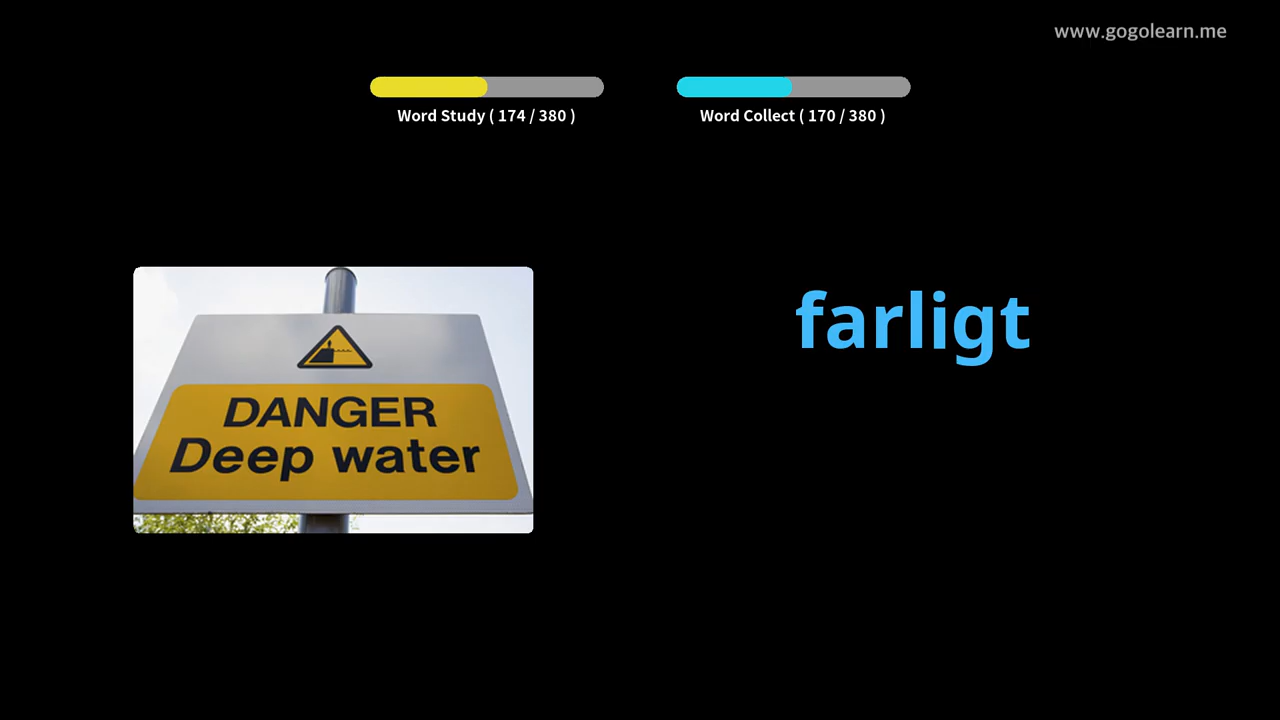 www.gogolearn.me
Word Study ( 174 / 380 )
Word Collect ( 170 / 380 )
DANGER
Deep water
farligt